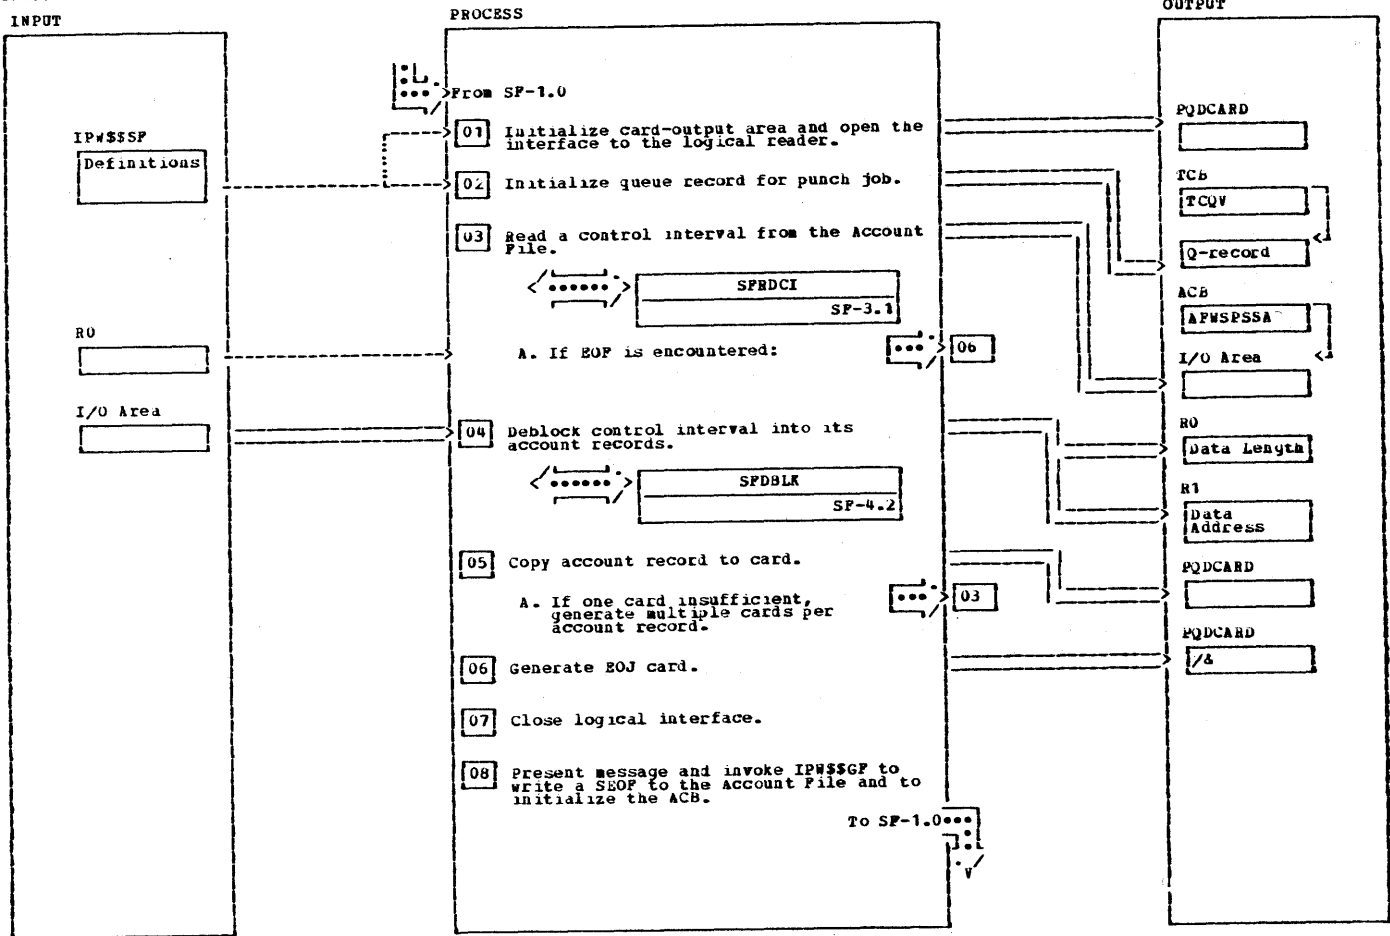 INPUT
PROCESS
OUTPUT
From SF-1.0
IPW$$SF
Definitions
01 Initialize card-output area and open the
interface to the logical reader.
02 Initialize queue record for punch job.
03 Read a control interval from the Account
File.
SFRDCI
SF-3.1
R0
A. If EOF is encountered:
06
I/O Area
04 Deblock control interval into its
account records.
SFDBLK
SF-4.2
05 Copy account record to card.
A. If one card insufficient,
generate multiple cards per
account record.
03
06 Generate EOJ card.
07 Close logical interface.
08 Present message and invoke IPW$$GF to
write a SEOF to the Account File and to
initialize the ACB.
To SF-1.0
PQDCARD
TCB
TCQV
Q-record
ACB
AFWSPSSA
I/O Area
R0
Data Length
R1
Data
Address
PQDCARD
PQDCARD
/&